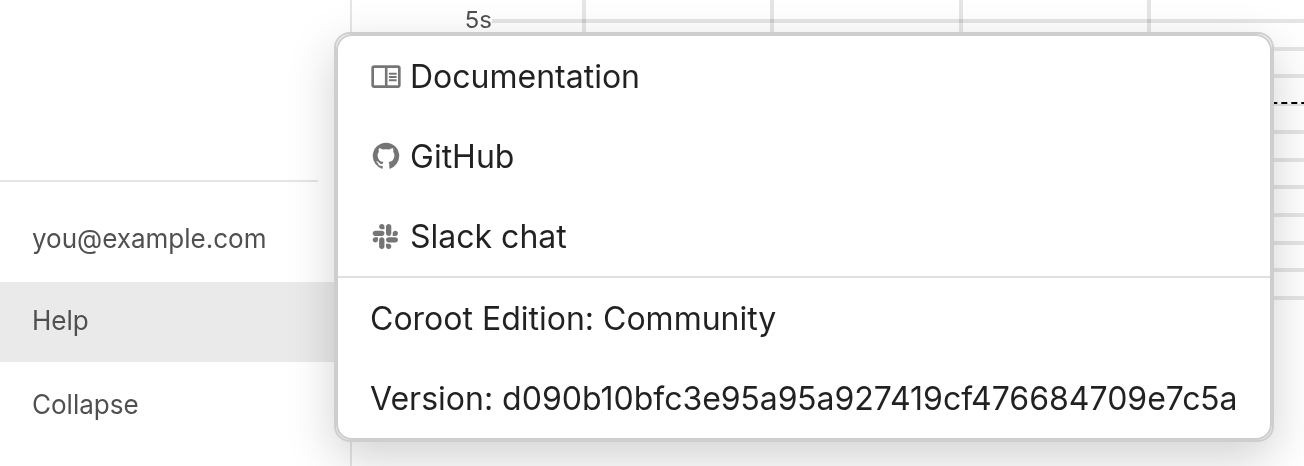 5s
Documentation
GitHub
Slack chat
you@example.com
Help
Coroot Edition: Community
Collapse
Version: d090b10bfc3e95a95a927419cf476684709e7c5a